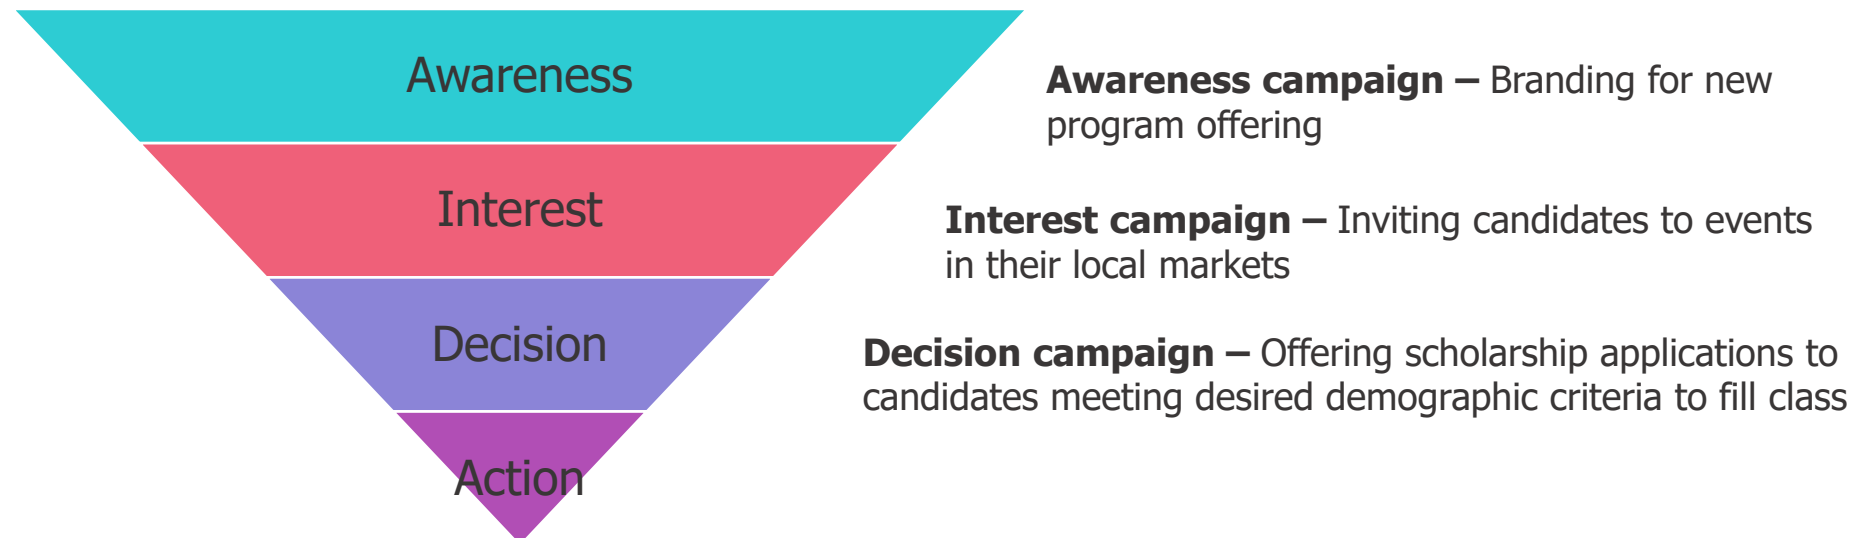 Awareness
Awareness campaign – Branding for new
program offering
Interest
Interest campaign – Inviting candidates to events
in their local markets
Decision
Decision campaign – Offering scholarship applications to
candidates meeting desired demographic criteria to fill class
Action